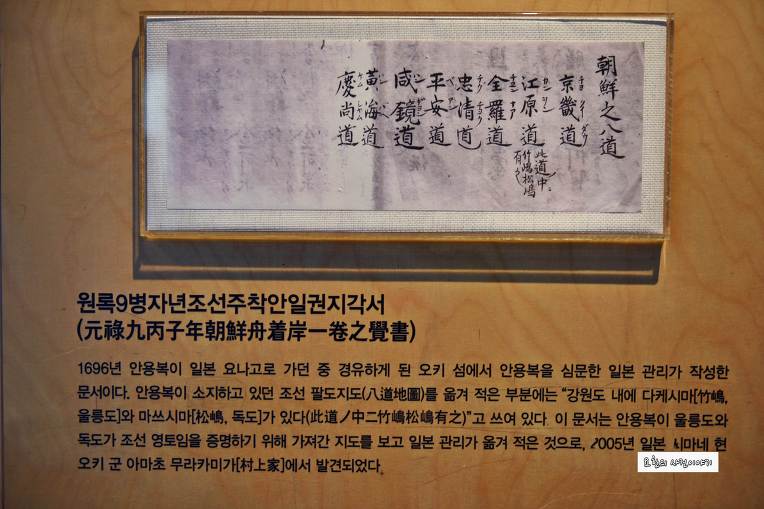 朝鮮之八道
京畿道
江原道
此道中ニ
竹嶋松嶋
有之
全羅道
忠清道
平安道
咸鏡道
黃海道
慶尚道
원록9병자년조선주착안일권지각서
(元祿九丙子年朝鮮舟着岸一卷之覺書)
1696년 안용복이 일본 요나고로 가던 중 경유하게 된 오키 섬에서 안용복을 심문한 일본 관리가 작성한
문서이다. 안용복이 소지하고 있던 조선 팔도지도(八道地圖)를 옮겨 적은 부분에는 “강원도 내에 다케시마[竹嶋,
울릉도]와 마쓰시마[松嶋, 독도]가 있다(此道ノ中二竹嶋松嶋有之)”고 쓰여 있다. 이 문서는 안용복이 울릉도와
독도가 조선 영토임을 증명하기 위해 가져간 지도를 보고 일본 관리가 옮겨 적은 것으로, 2005년 일본 시마네 현
오키 군 아마초 무라카미가[村上家]에서 발견되었다.